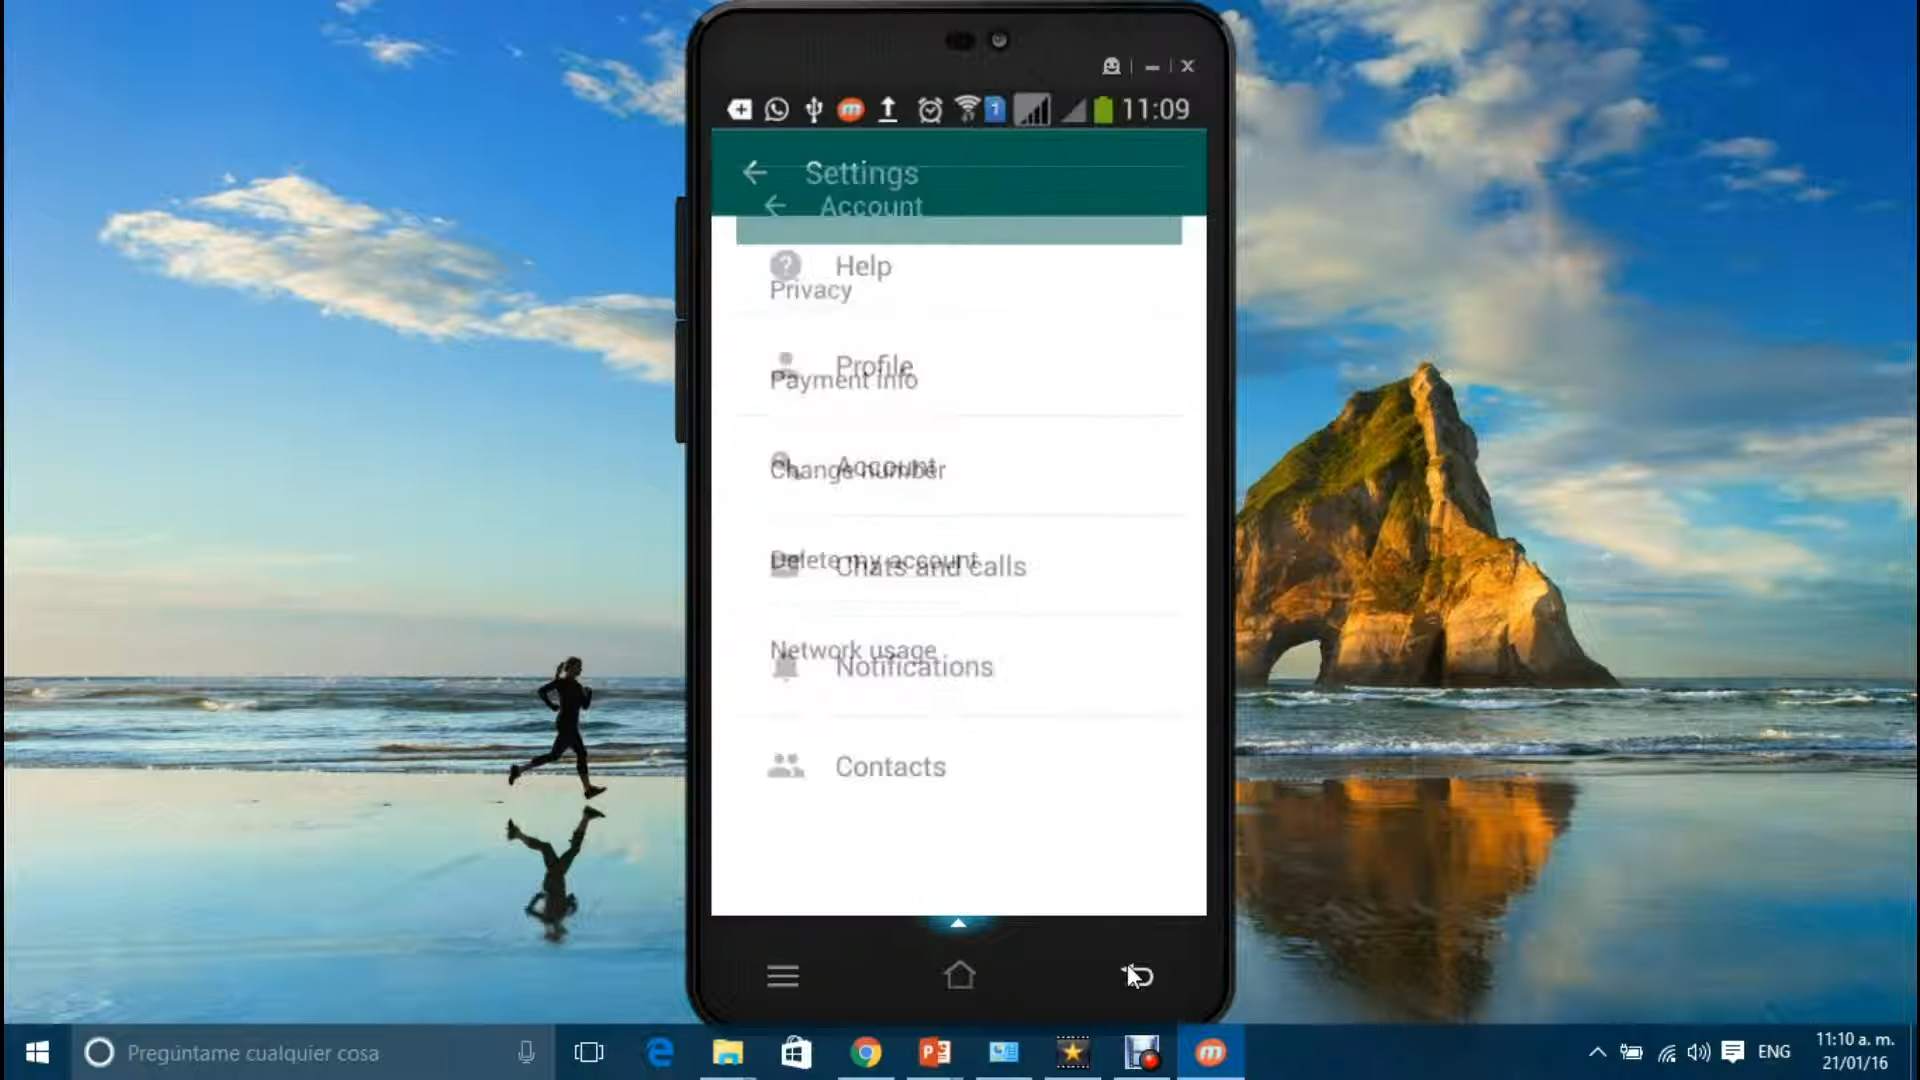 11:09
Settings
Account
Help
Privacy
Profile
Payment info
Account
Change number
Delete my account
Chats and calls
Network usage
Notifications
Contacts
Pregúntame cualquier cosa
ENG
11:10 a. m.
21/01/16